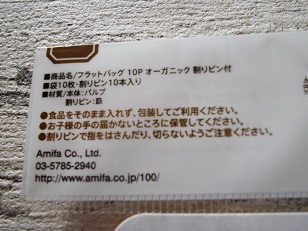 ■商品名/フラットバッグ 10P オーガニック 割りピン付
■袋10枚・割りピン10本入り
■材質/本体:パルプ
割りピン:鉄
●食品をそのまま入れず、包装してご利用ください。
●お子様の手の届かないところに保管してください。
●割りピンで指をはさんだり、切らないようご注意ください。
Amifa Co., Ltd.
03-5785-2940
http://www.amifa.co.jp/100/